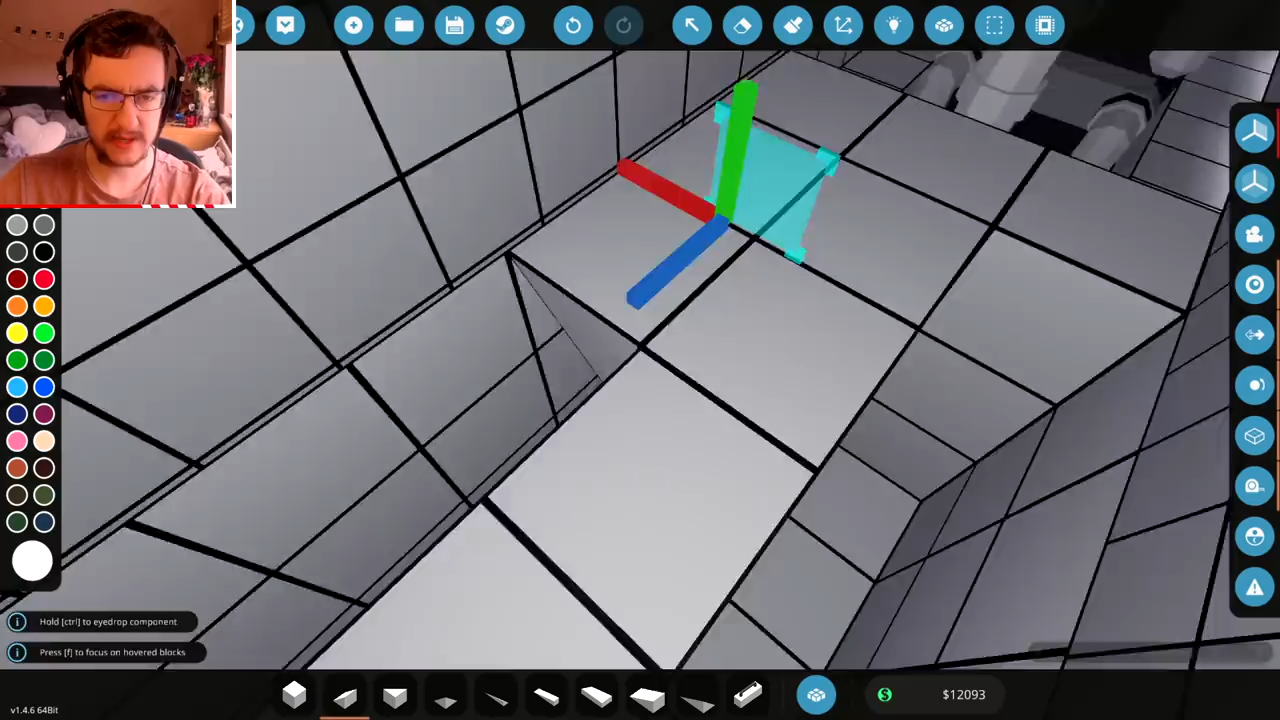 Hold [ctrl] to eyedrop component
Press [f] to focus on hovered blocks
$12093
v1.4.6 64Bit